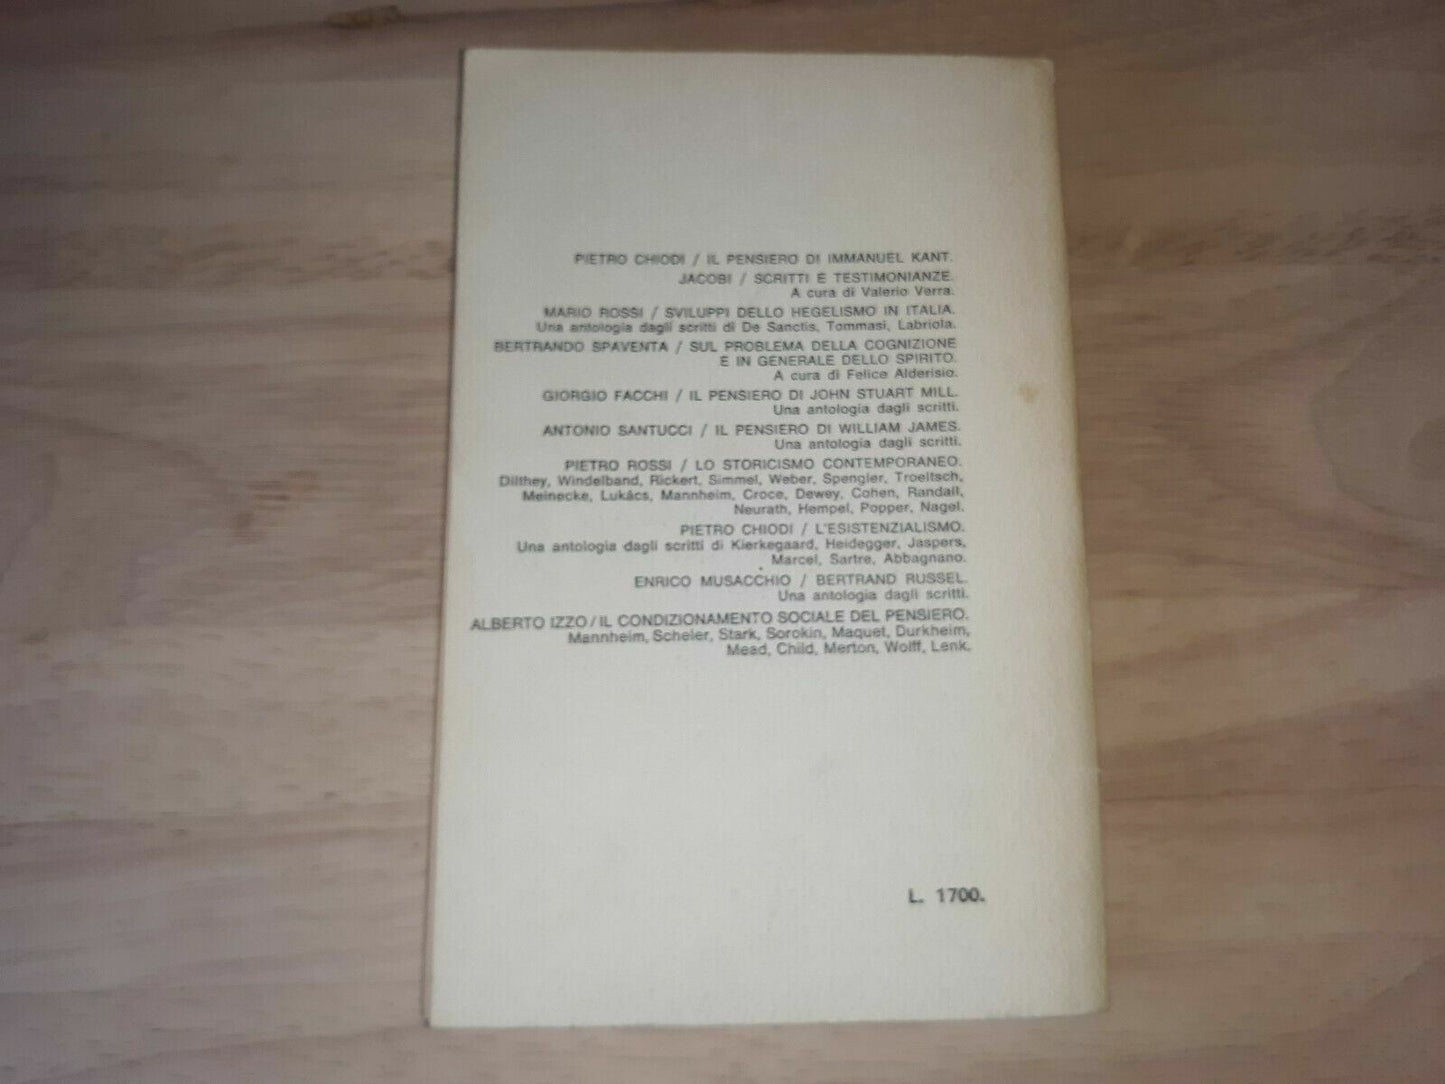 PIETRO CHIODI / IL PENSIERO DI IMMANUEL KANT.
JACOBI / SCRITTI E TESTIMONIANZE.
A cura di Valerio Verra.
MARIO ROSSI / SVILUPPI DELLO HEGELISMO IN ITALIA.
Una antologia dagli scritti di De Sanctis, Tommasi, Labriola.
BERTRANDO SPAVENTA / SUL PROBLEMA DELLA COGNIZIONE
E IN GENERALE DELLO SPIRITO.
A cura di Felice Alderisio.
GIORGIO FACCHI / IL PENSIERO DI JOHN STUART MILL.
Una antologia dagli scritti.
ANTONIO SANTUCCI / IL PENSIERO DI WILLIAM JAMES.
Una antologia dagli scritti.
PIETRO ROSSI / LO STORICISMO CONTEMPORANEO.
Dilthey, Windelband, Rickert, Simmel, Weber, Spengler, Troeltsch,
Meinecke, Lukács, Mannheim, Croce, Dewey, Cohen, Randall,
Neurath, Hempel, Popper, Nagel.
PIETRO CHIODI / L'ESISTENZIALISMO.
Una antologia dagli scritti di Kierkegaard, Heidegger, Jaspers,
Marcel, Sartre, Abbagnano.
ENRICO MUSACCHIO / BERTRAND RUSSEL.
Una antologia dagli scritti.
ALBERTO IZZO / IL CONDIZIONAMENTO SOCIALE DEL PENSIERO.
Mannheim, Scheler, Stark, Sorokin, Maquet, Durkheim,
Mead, Child, Merton, Wolff, Lenk.
L. 1700.